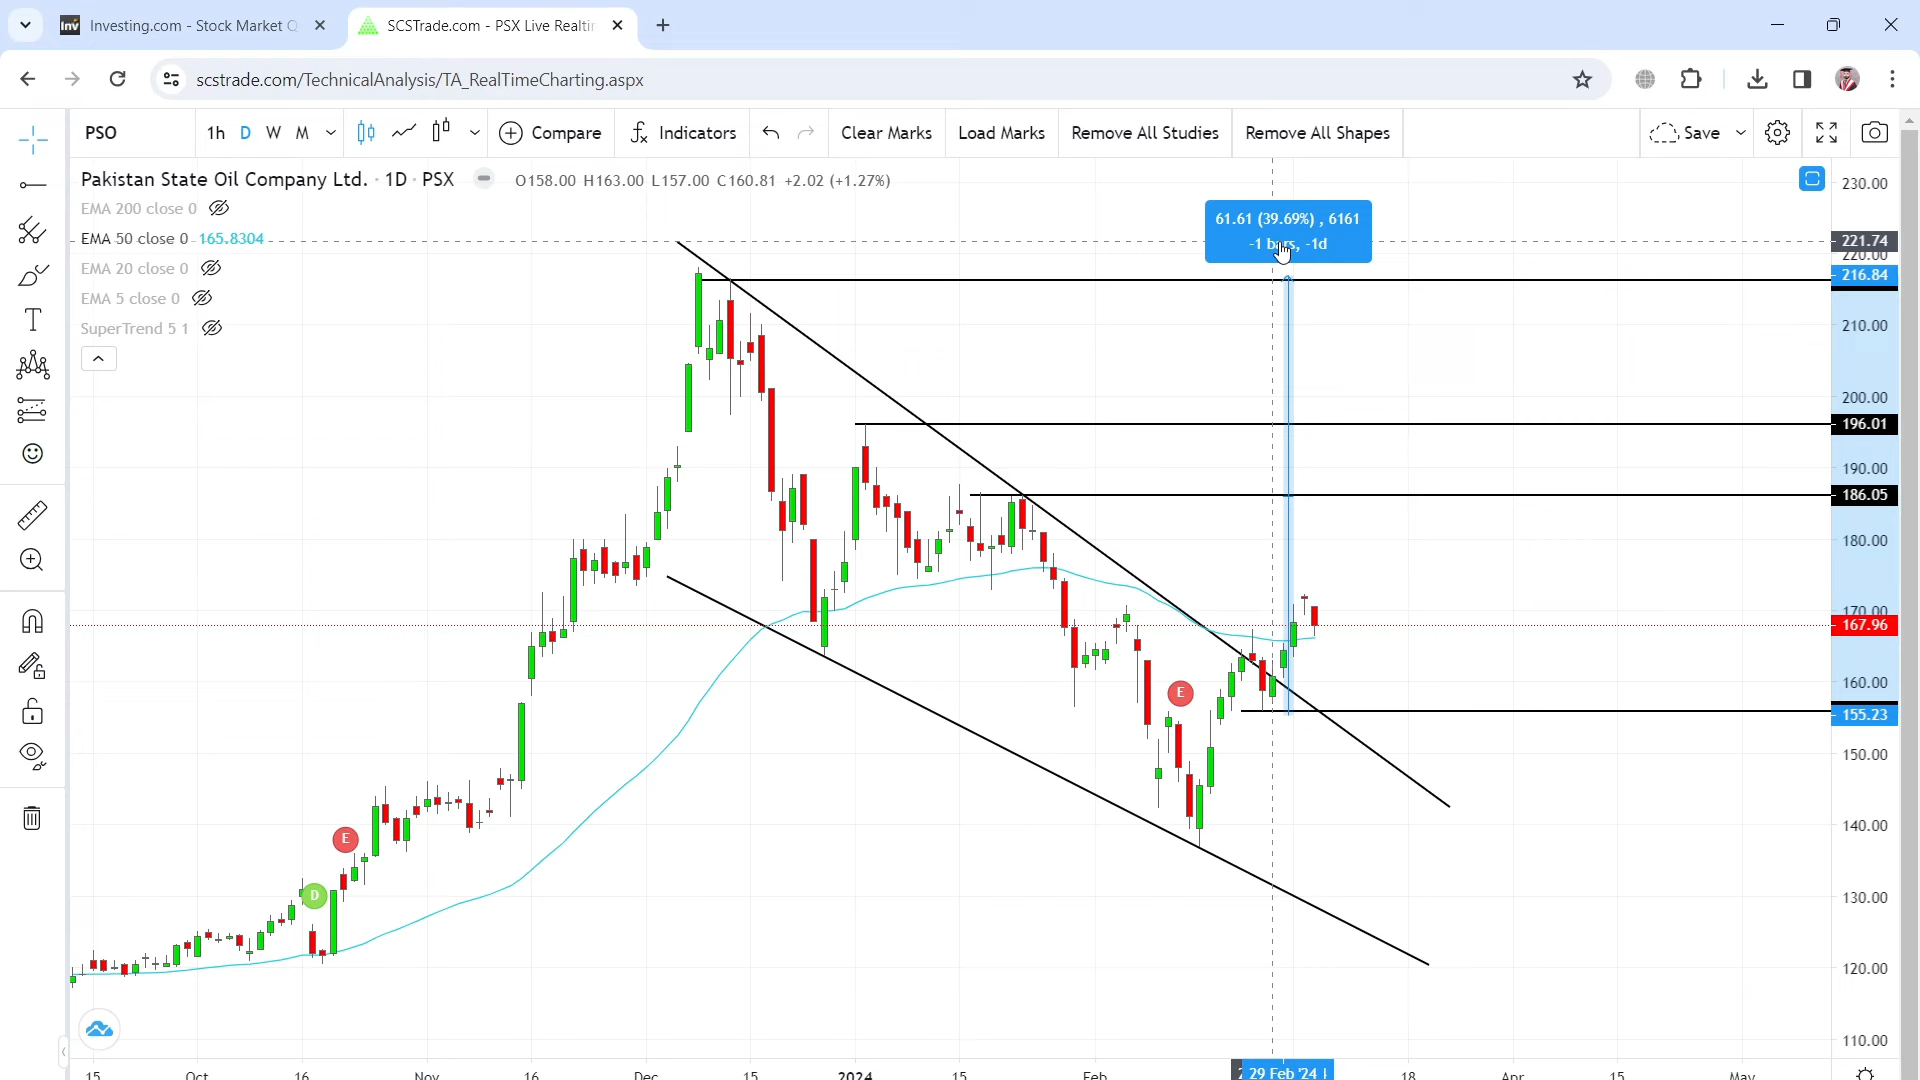 Investing.com - Stock Market Q
SCSTrade.com - PSX Live Realtin
scstrade.com/TechnicalAnalysis/TA_RealTimeCharting.aspx
PSO
1h D W M
Compare
Indicators
Clear Marks
Load Marks
Remove All Studies
Remove All Shapes
Save
Pakistan State Oil Company Ltd. · 1D · PSX
O158.00 H163.00 L157.00 C160.81 +2.02 (+1.27%)
EMA 200 close 0
EMA 50 close 0 165.8304
EMA 20 close 0
EMA 5 close 0
SuperTrend 5 1
61.61 (39.69%) , 6161
-1 bars, -1d
230.00
221.74
220.00
216.84
210.00
200.00
196.01
190.00
186.05
180.00
170.00
167.96
160.00
155.23
150.00
140.00
130.00
120.00
110.00
E
D
E
15 Oct 16 Nov 16 Dec 15 2024 15 Feb 29 Feb '24 18 Apr 15 May